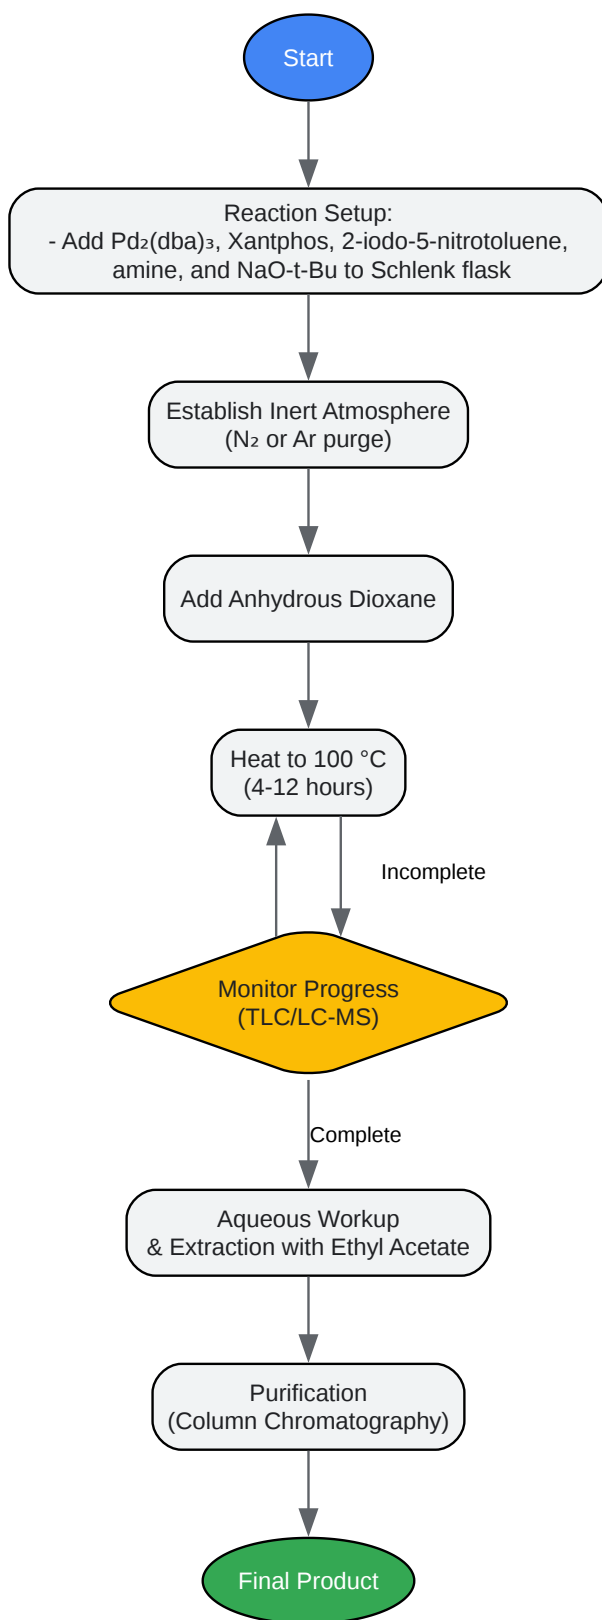 Start
Reaction Setup:
- Add Pd₂(dba)₃, Xantphos, 2-iodo-5-nitrotoluene,
amine, and NaO-t-Bu to Schlenk flask
Establish Inert Atmosphere
(N₂ or Ar purge)
Add Anhydrous Dioxane
Heat to 100 °C
(4-12 hours)
Incomplete
Monitor Progress
(TLC/LC-MS)
Complete
Aqueous Workup
& Extraction with Ethyl Acetate
Purification
(Column Chromatography)
Final Product